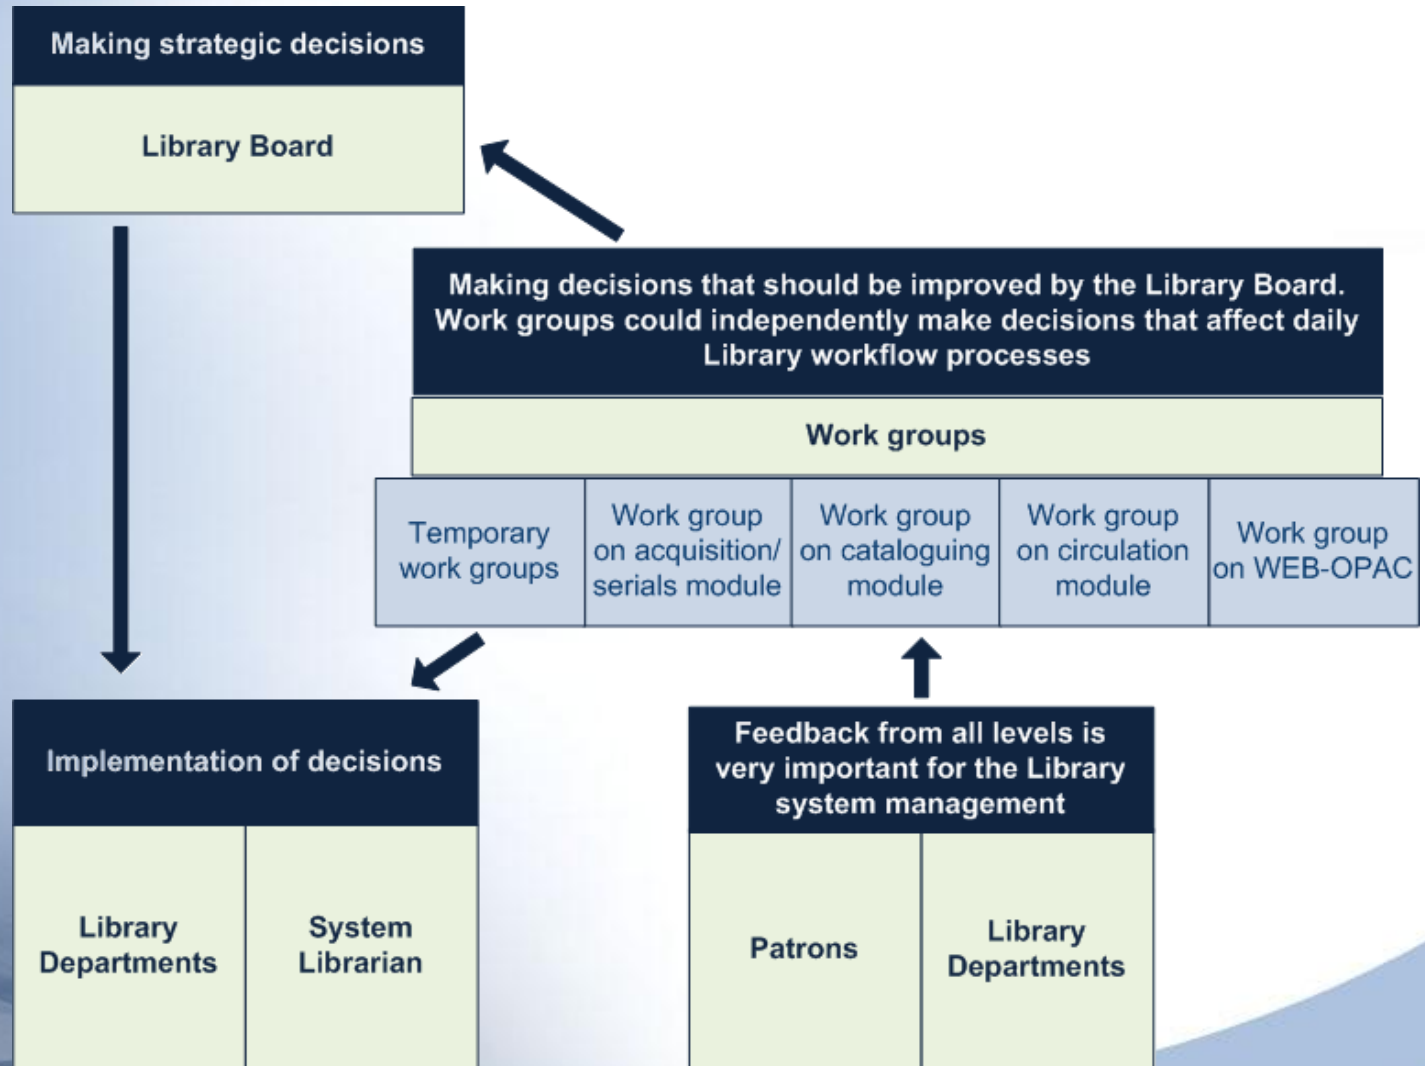 Making strategic decisions
Library Board
Making decisions that should be improved by the Library Board.
Work groups could independently make decisions that affect daily
Library workflow processes
Work groups
Temporary
work groups
Work group
on acquisition/
serials module
Work group
on cataloguing
module
Work group
on circulation
module
Work group
on WEB-OPAC
Implementation of decisions
Library
Departments
System
Librarian
Feedback from all levels is
very important for the Library
system management
Patrons
Library
Departments